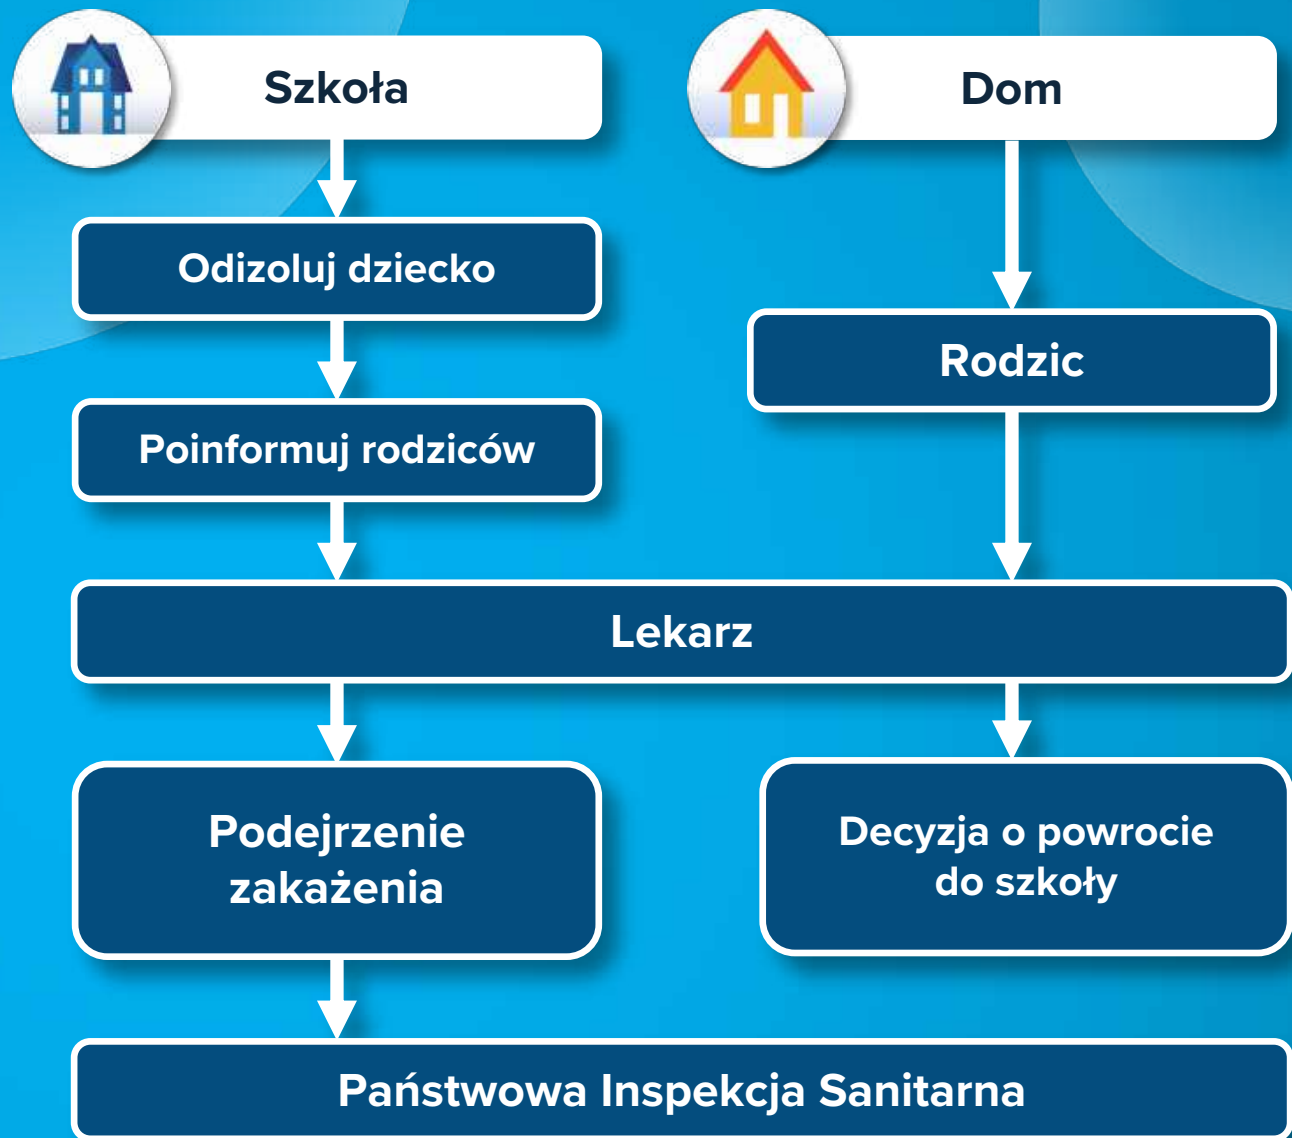 Szkoła
Dom
Odizoluj dziecko
Rodzic
Poinformuj rodziców
Lekarz
Podejrzenie
zakażenia
Decyzja o powrocie
do szkoły
Państwowa Inspekcja Sanitarna